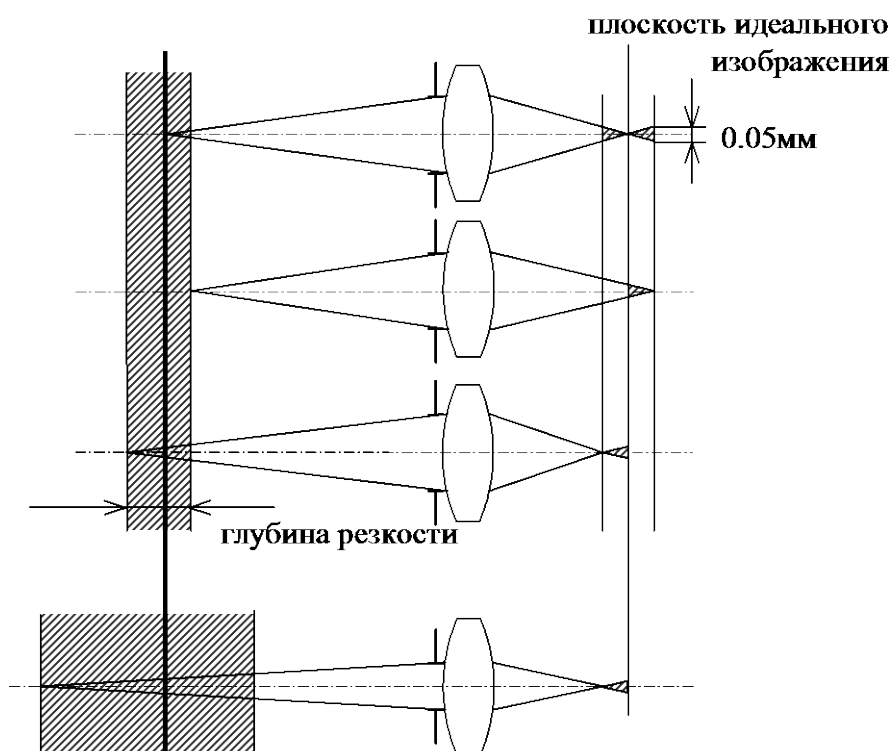 плоскость идеального
изображения
0.05мм
глубина резкости